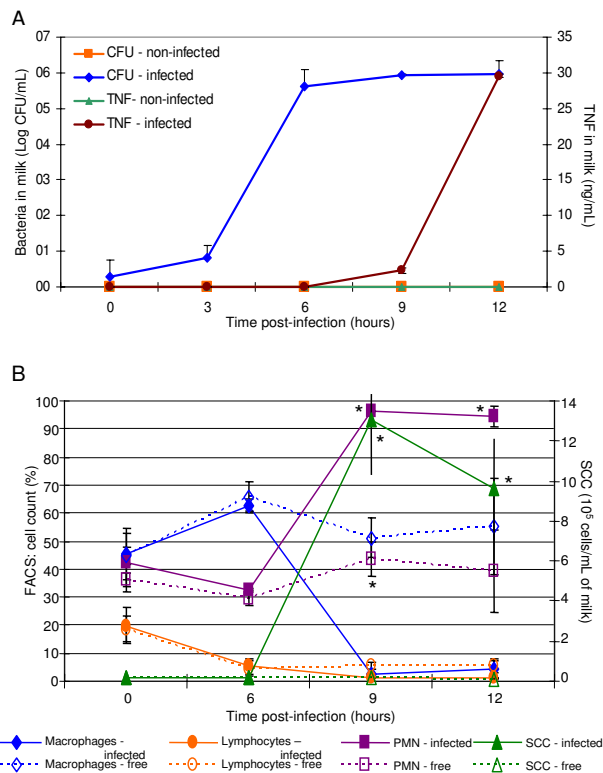 A
07
06
05
04
03
02
01
00
Bacteria in milk (Log CFU/mL)
CFU - non-infected
CFU - infected
TNF- non-infected
TNF - infected
35
30
25
20
15
10
5
0
TNF in milk (ng/mL)
0 3 6 9 12
Time post-infection (hours)
B
100
90
80
70
60
50
40
30
20
10
0
FACS: cell count (%)
* * * * *
14
12
10
8
6
4
2
0
SCC (10⁵ cells/mL of milk)
0 6 9 12
Time post-infection (hours)
Macrophages - infected
Lymphocytes – infected
PMN - infected
SCC - infected
Macrophages - free
Lymphocytes - free
PMN - free
SCC - free